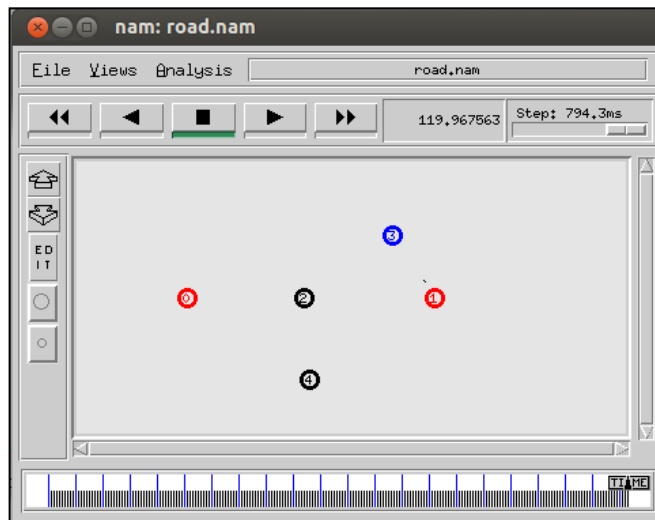 nam: road.nam
File Views Analysis road.nam
119.967563 Step: 794.3ms
ED
IT
3
0 2 1
4
TIME